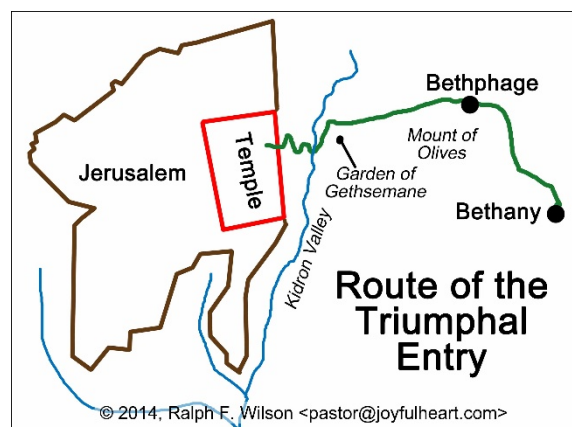 Bethphage
Mount of
Olives
Jerusalem
Temple
Garden of
Gethsemane
Bethany
Kidron Valley
Route of the
Triumphal
Entry
© 2014, Ralph F. Wilson <pastor@joyfulheart.com>